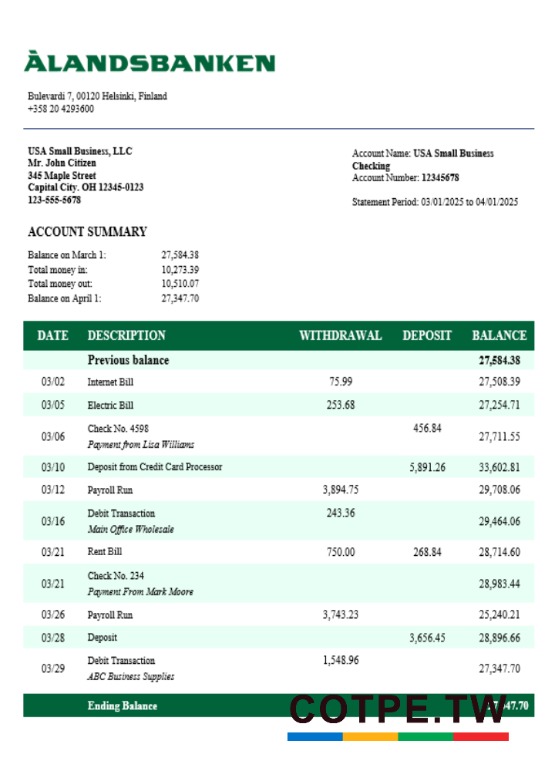 ÅLANDSBANKEN
Bulevardi 7, 00120 Helsinki, Finland
+358 20 4293600
USA Small Business, LLC
Mr. John Citizen
345 Maple Street
Capital City. OH 12345-0123
123-555-5678
Account Name: USA Small Business
Checking
Account Number: 12345678
Statement Period: 03/01/2025 to 04/01/2025
ACCOUNT SUMMARY
Balance on March 1: 27,584.38
Total money in: 10,273.39
Total money out: 10,510.07
Balance on April 1: 27,347.70
DATE DESCRIPTION WITHDRAWAL DEPOSIT BALANCE
Previous balance 27,584.38
03/02 Internet Bill 75.99 27,508.39
03/05 Electric Bill 253.68 27,254.71
03/06 Check No. 4598 456.84 27,711.55
Payment from Lisa Williams
03/10 Deposit from Credit Card Processor 5,891.26 33,602.81
03/12 Payroll Run 3,894.75 29,708.06
03/16 Debit Transaction 243.36 29,464.06
Main Office Wholesale
03/21 Rent Bill 750.00 268.84 28,714.60
03/21 Check No. 234 28,983.44
Payment From Mark Moore
03/26 Payroll Run 3,743.23 25,240.21
03/28 Deposit 3,656.45 28,896.66
03/29 Debit Transaction 1,548.96 27,347.70
ABC Business Supplies
Ending Balance
COTPE.TW